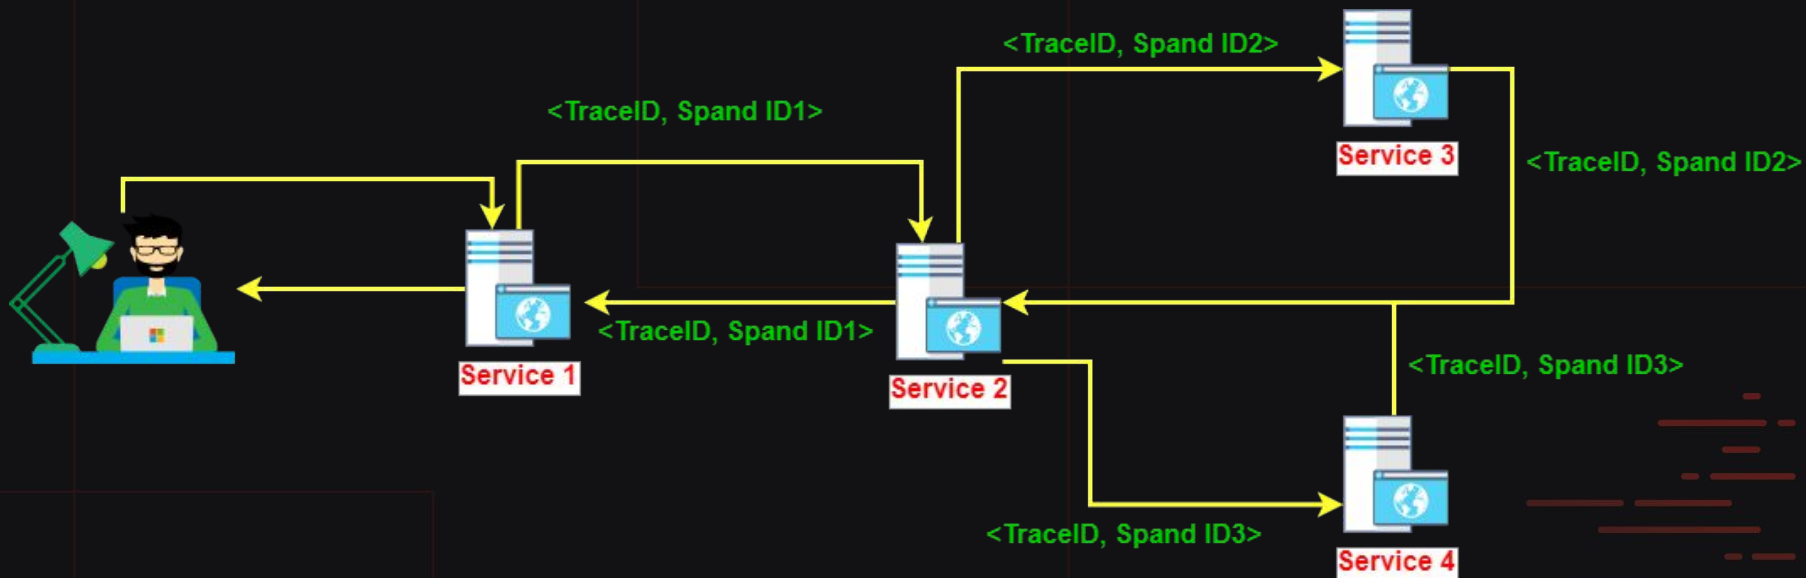 <TraceID, Spand ID2>
<TraceID, Spand ID1>
Service 3
<TraceID, Spand ID2>
<TraceID, Spand ID1>
Service 1
Service 2
<TraceID, Spand ID3>
<TraceID, Spand ID3>
Service 4